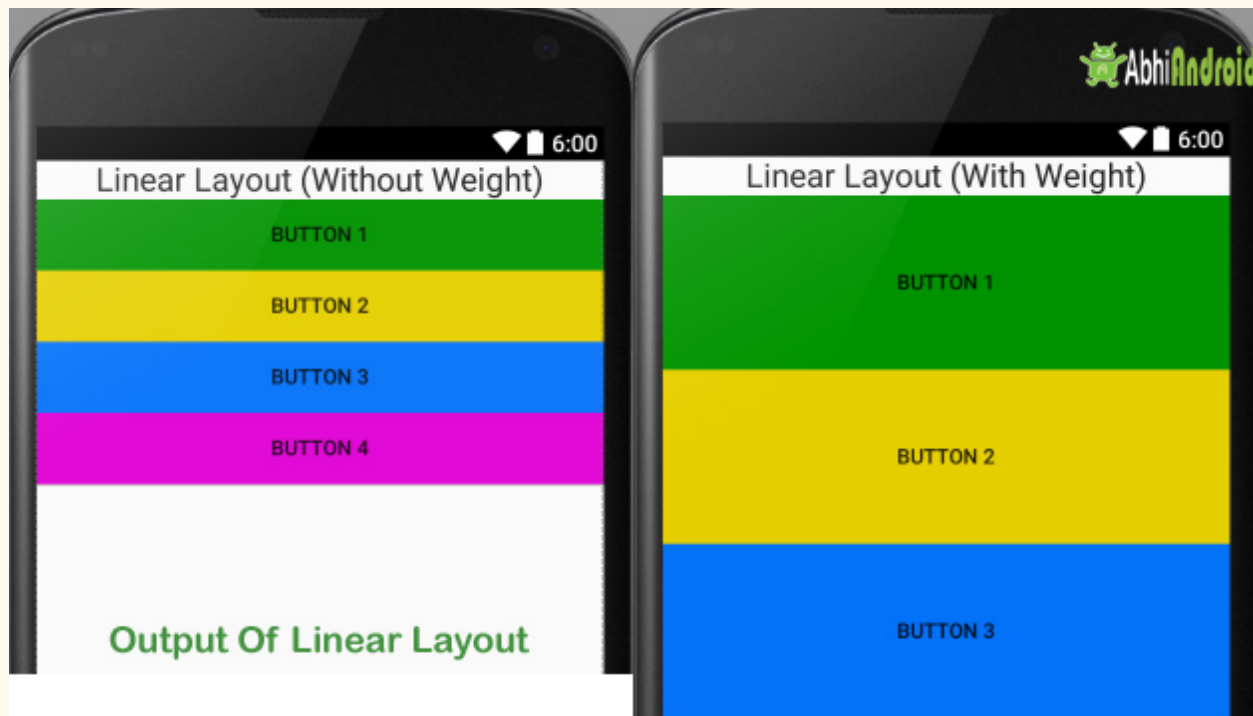 6:00
Linear Layout (Without Weight)
BUTTON 1
BUTTON 2
BUTTON 3
BUTTON 4
Output Of Linear Layout
AbhiAndroid
6:00
Linear Layout (With Weight)
BUTTON 1
BUTTON 2
BUTTON 3